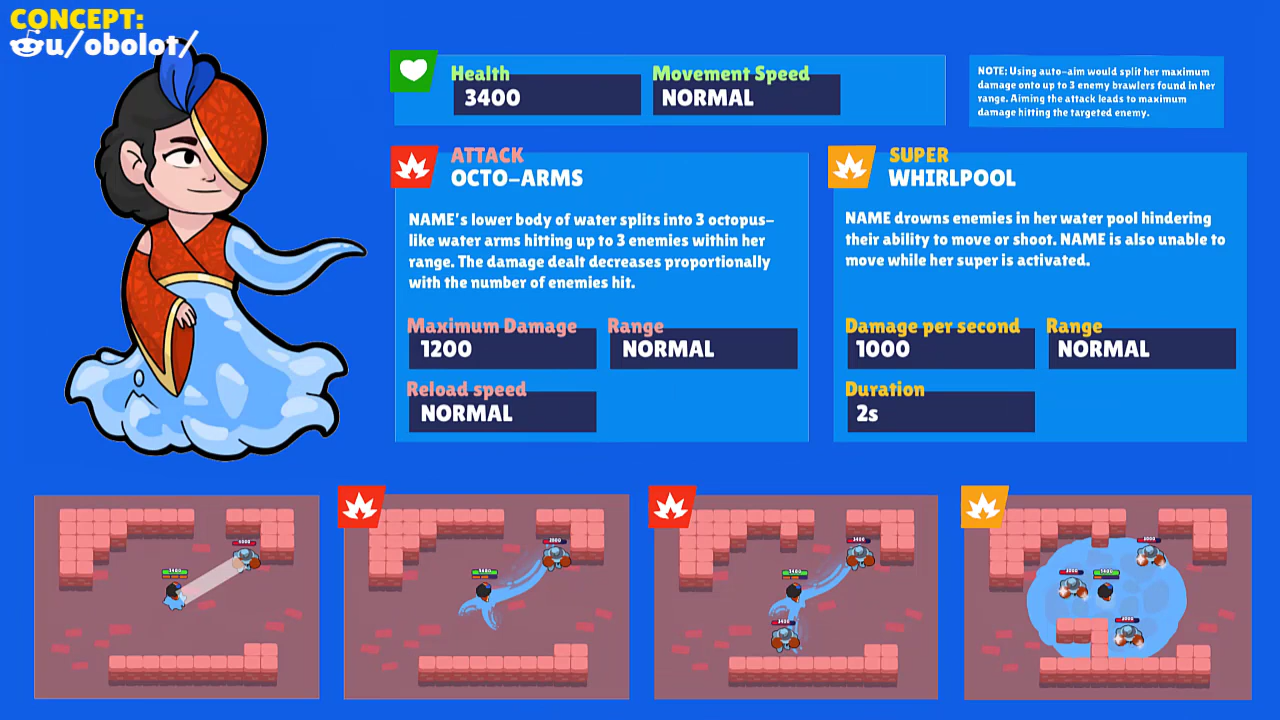 CONCEPT:
u/obolot/
Health
3400
Movement Speed
NORMAL
NOTE: Using auto-aim would split her maximum
damage onto up to 3 enemy brawlers found in her
range. Aiming the attack leads to maximum
damage hitting the targeted enemy.
ATTACK
OCTO-ARMS
NAME's lower body of water splits into 3 octopus-
like water arms hitting up to 3 enemies within her
range. The damage dealt decreases proportionally
with the number of enemies hit.
Maximum Damage
1200
Range
NORMAL
Reload speed
NORMAL
SUPER
WHIRLPOOL
NAME drowns enemies in her water pool hindering
their ability to move or shoot. NAME is also unable to
move while her super is activated.
Damage per second
1000
Range
NORMAL
Duration
2s